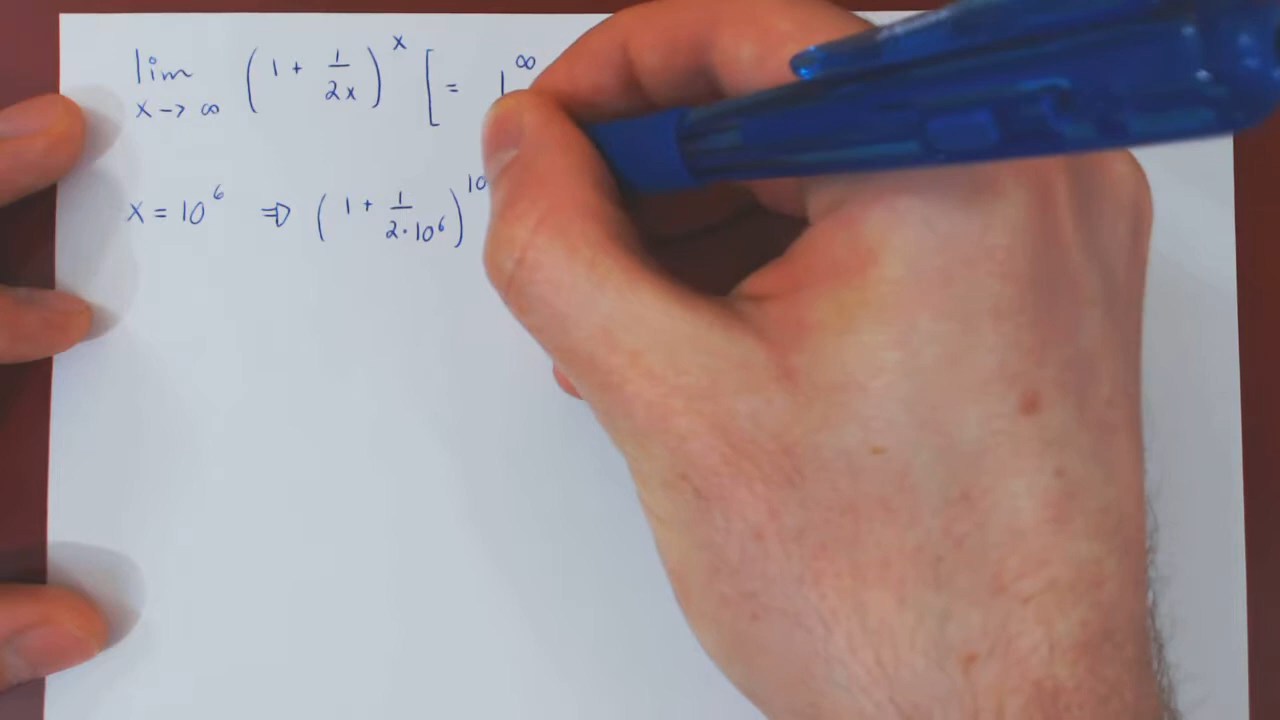 lim x→∞ (1 + 1/2x)^x [= 1^∞
x = 10^6 ⇒ (1 + 1/2·10^6)^10